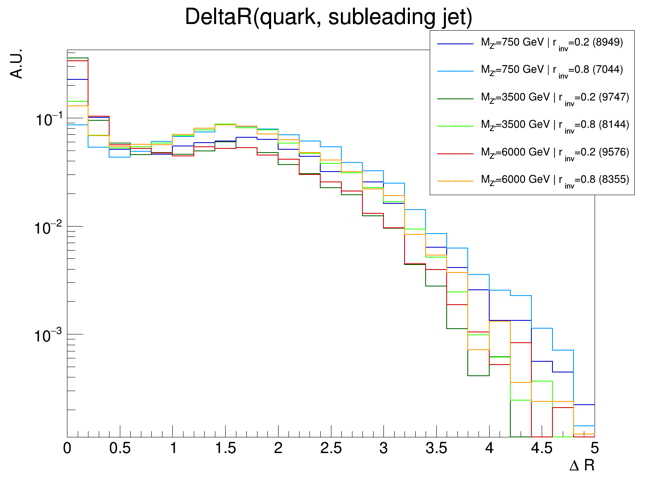 DeltaR(quark, subleading jet)
A.U.
M_Z'=750 GeV | r_inv=0.2 (8949)
M_Z'=750 GeV | r_inv=0.8 (7044)
M_Z'=3500 GeV | r_inv=0.2 (9747)
M_Z'=3500 GeV | r_inv=0.8 (8144)
M_Z'=6000 GeV | r_inv=0.2 (9576)
M_Z'=6000 GeV | r_inv=0.8 (8355)
10⁻¹
10⁻²
10⁻³
0 0.5 1 1.5 2 2.5 3 3.5 4 4.5 5
Δ R